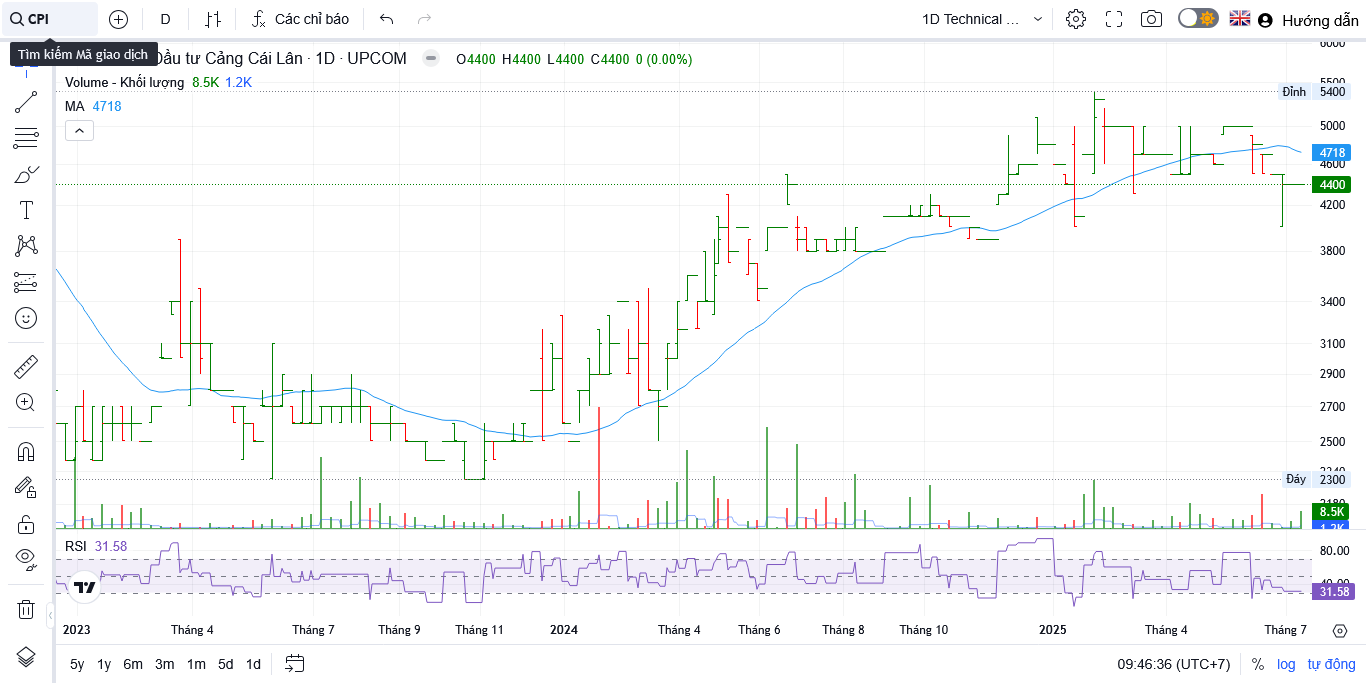 CPI
D
Các chỉ báo
1D Technical ...
Hướng dẫn
Tìm kiếm Mã giao dịch
Đầu tư Cảng Cái Lân · 1D · UPCOM
O4400 H4400 L4400 C4400 0 (0.00%)
Volume - Khối lượng 8.5K 1.2K
MA 4718
6000
5500
Đỉnh 5400
5000
4718
4600
4400
4200
3800
3400
3100
2900
2700
2500
2340
Đáy 2300
2180
8.5K
1.2K
RSI 31.58
80.00
40.00
31.58
2023 Tháng 4 Tháng 7 Tháng 9 Tháng 11 2024 Tháng 4 Tháng 6 Tháng 8 Tháng 10 2025 Tháng 4 Tháng 7
5y 1y 6m 3m 1m 5d 1d
09:46:36 (UTC+7) % log tự động